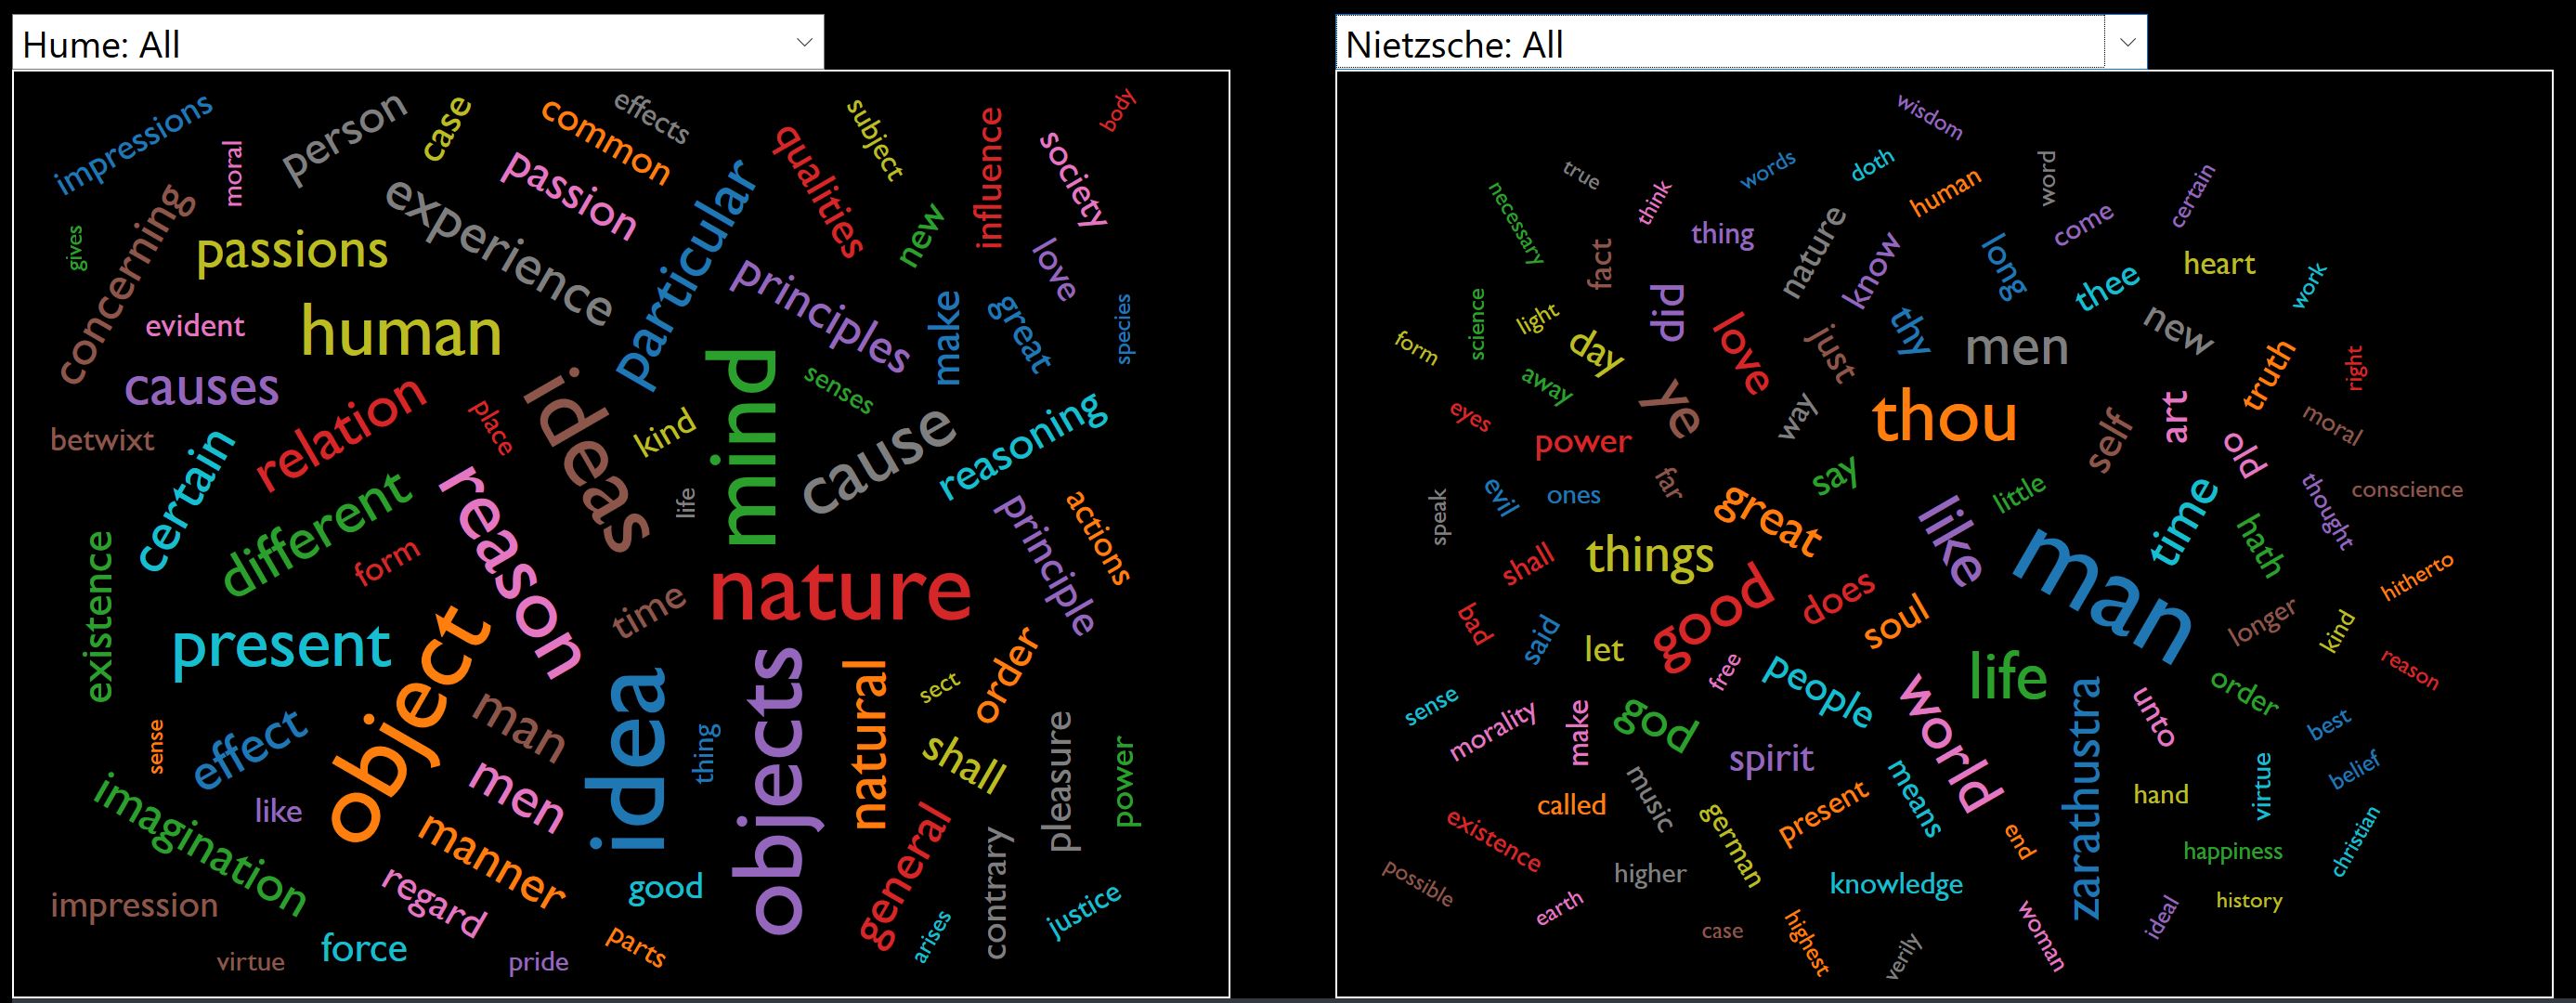 Hume: All
impressions
moral
person
case
common
effects
passion
qualities
subject
influence
society
body
concerning
gives
passions
experience
particular
new
love
principles
evident
human
make
great
species
causes
relation
place
ideas
kind
mind
senses
cause
reasoning
betwixt
certain
different
form
reason
life
principle
actions
existence
present
object
time
nature
natural
sect
order
sense
effect
man
idea
thing
objects
shall
pleasure
power
imagination
like
men
manner
general
contrary
impression
regard
good
arises
justice
virtue
force
pride
parts
Nietzsche: All
wisdom
true
think
words
doth
human
word
certain
necessary
fact
thing
nature
know
long
come
heart
thee
work
form
science
light
day
did
love
just
thy
men
new
truth
right
eyes
away
power
ye
way
thou
self
art
old
moral
speak
evil
ones
far
say
great
like
little
time
thought
conscience
shall
things
good
does
man
hath
hitherto
bad
said
let
free
soul
people
life
longer
kind
reason
sense
morality
make
god
spirit
world
zarathustra
unto
order
best
existence
called
music
german
present
means
hand
virtue
belief
end
happiness
christian
possible
earth
higher
knowledge
history
case
highest
verily
woman
ideal